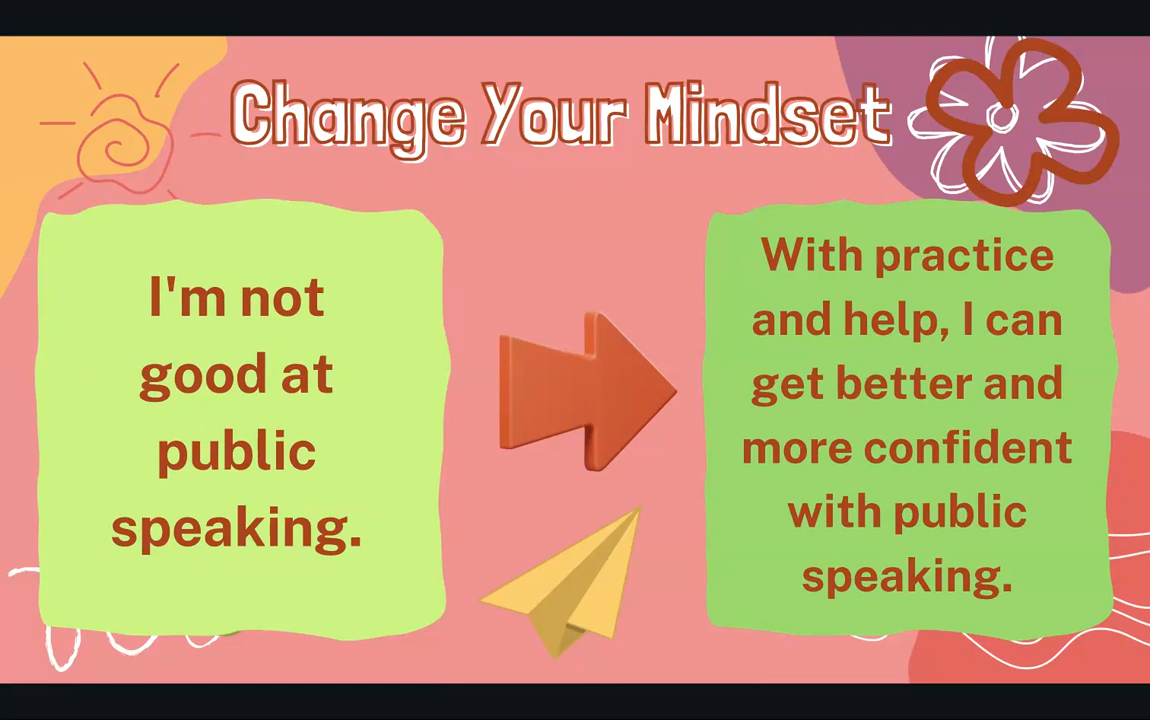 Change Your Mindset
I'm not
good at
public
speaking.
With practice
and help, I can
get better and
more confident
with public
speaking.